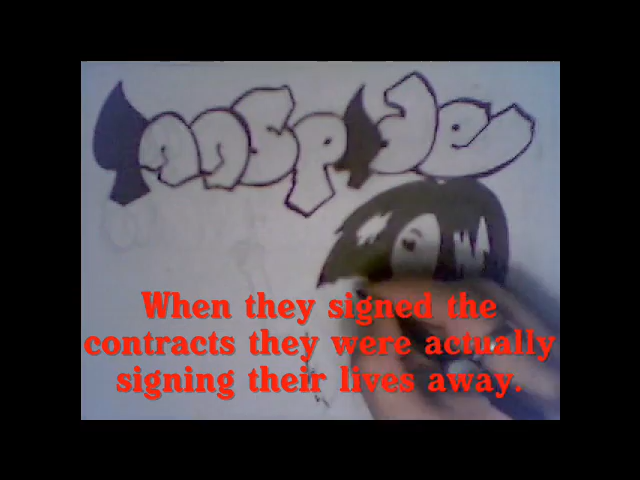 When they signed the
contracts they were actually
signing their lives away.